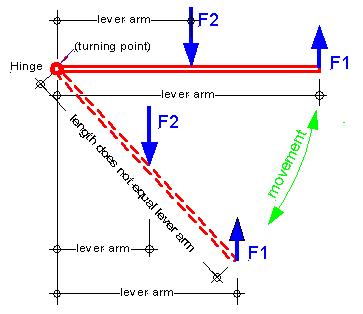 lever arm
F2
(turning point)
F1
Hinge
lever arm
F2
length does not equal lever arm
movement
F1
lever arm
lever arm